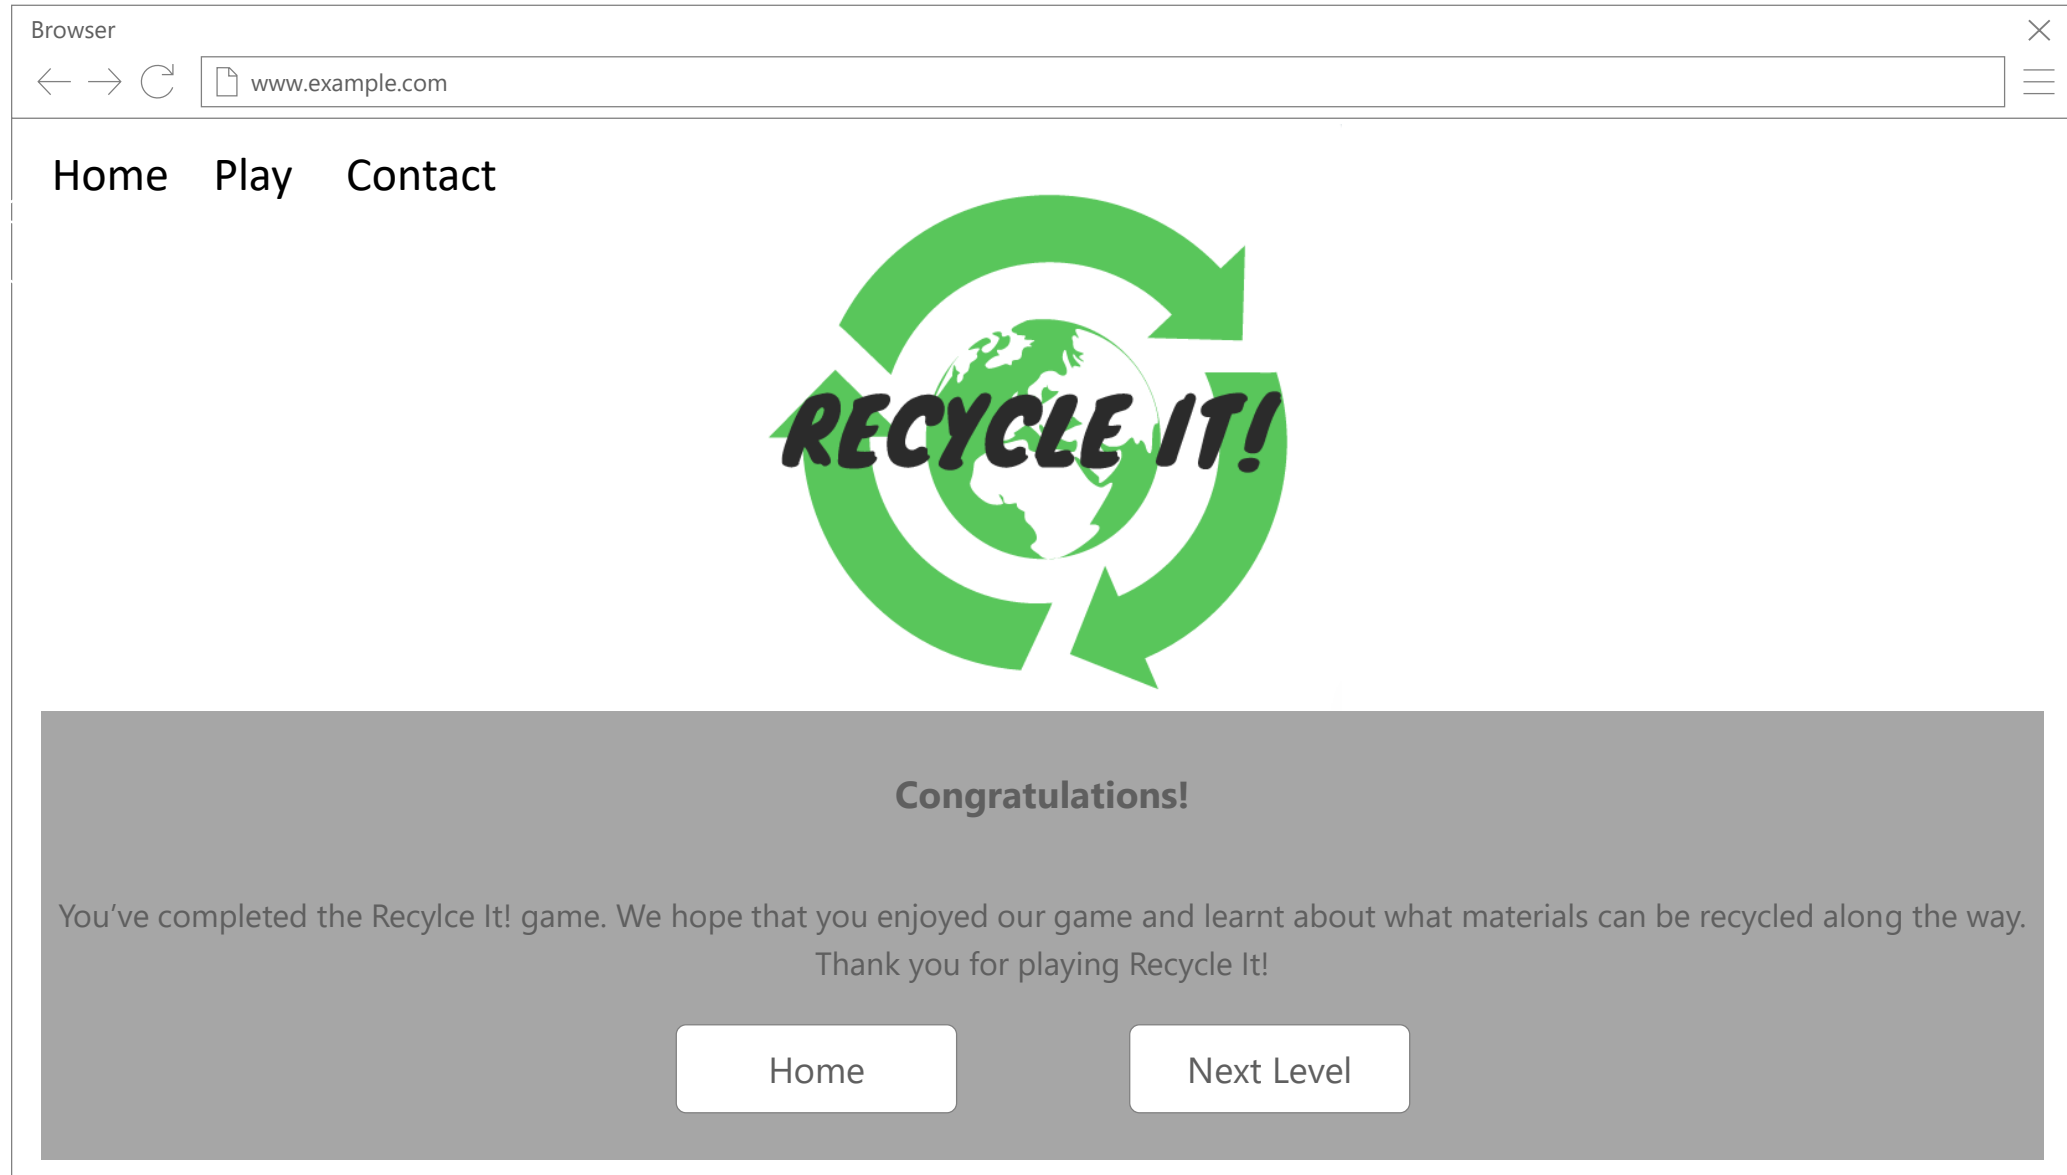 Browser
www.example.com
Home Play Contact
RECYCLE IT!
Congratulations!
You’ve completed the Recylce It! game. We hope that you enjoyed our game and learnt about what materials can be recycled along the way.
Thank you for playing Recycle It!
Home Next Level